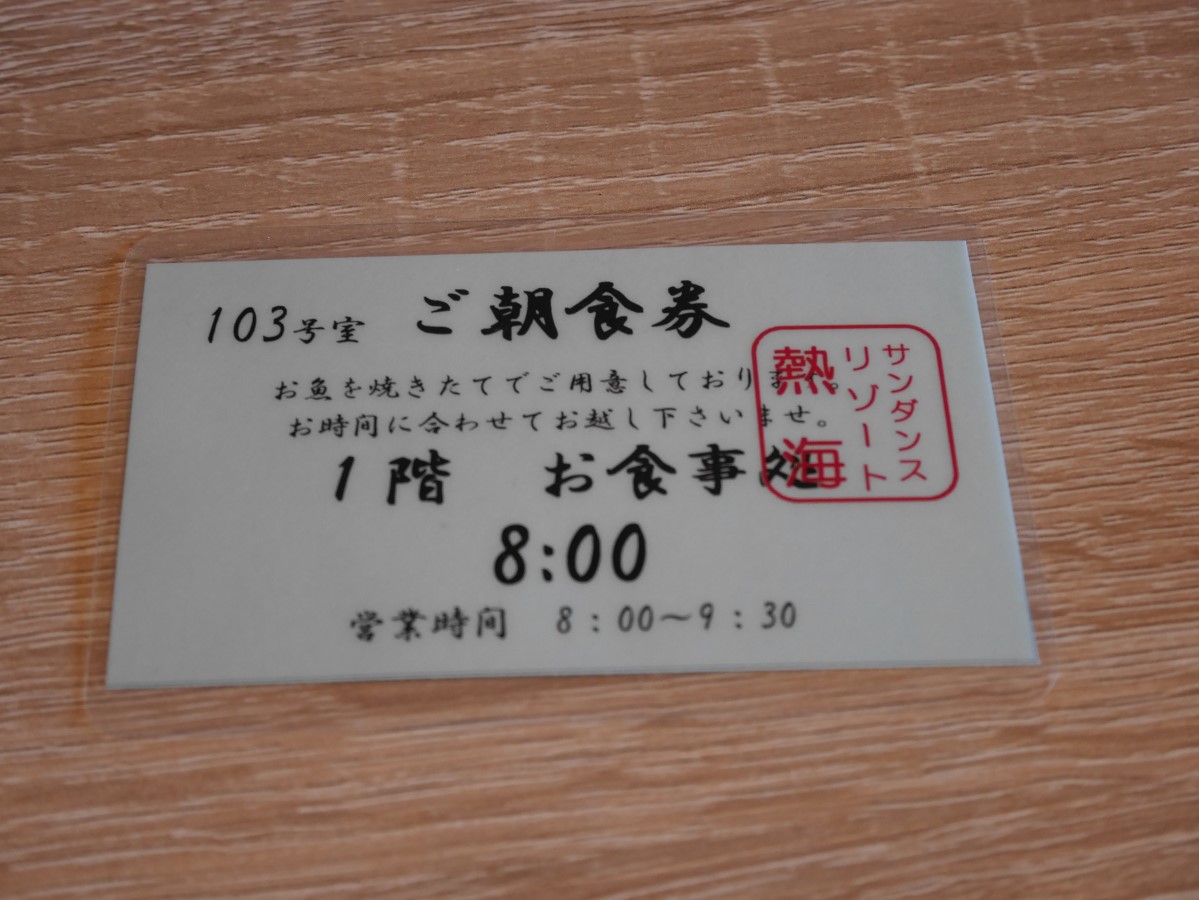 103号室 ご朝食券
お魚を焼きたてでご用意しております。
お時間に合わせてお越し下さいませ。
1階 お食事処
8:00
営業時間 8:00〜9:30
サンダンス
リゾート
熱海